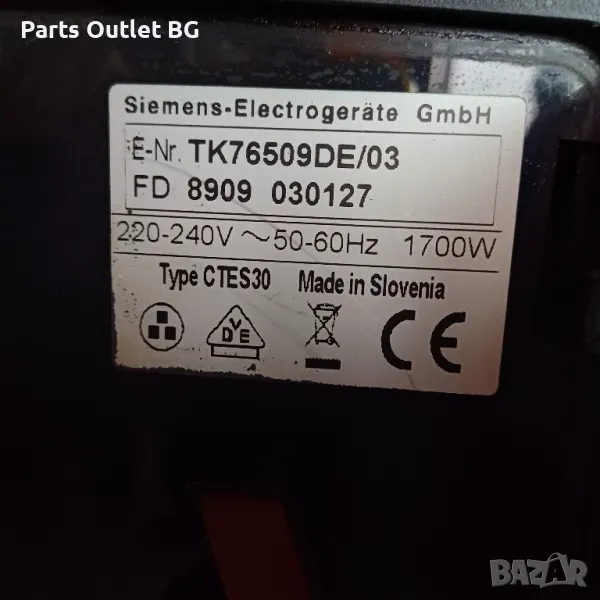 Parts Outlet BG
Siemens-Electrogeräte GmbH
E-Nr. TK76509DE/03
FD 8909 030127
220-240V ~ 50-60Hz 1700W
Type CTES30 Made in Slovenia
VDE
CE
BAZAR